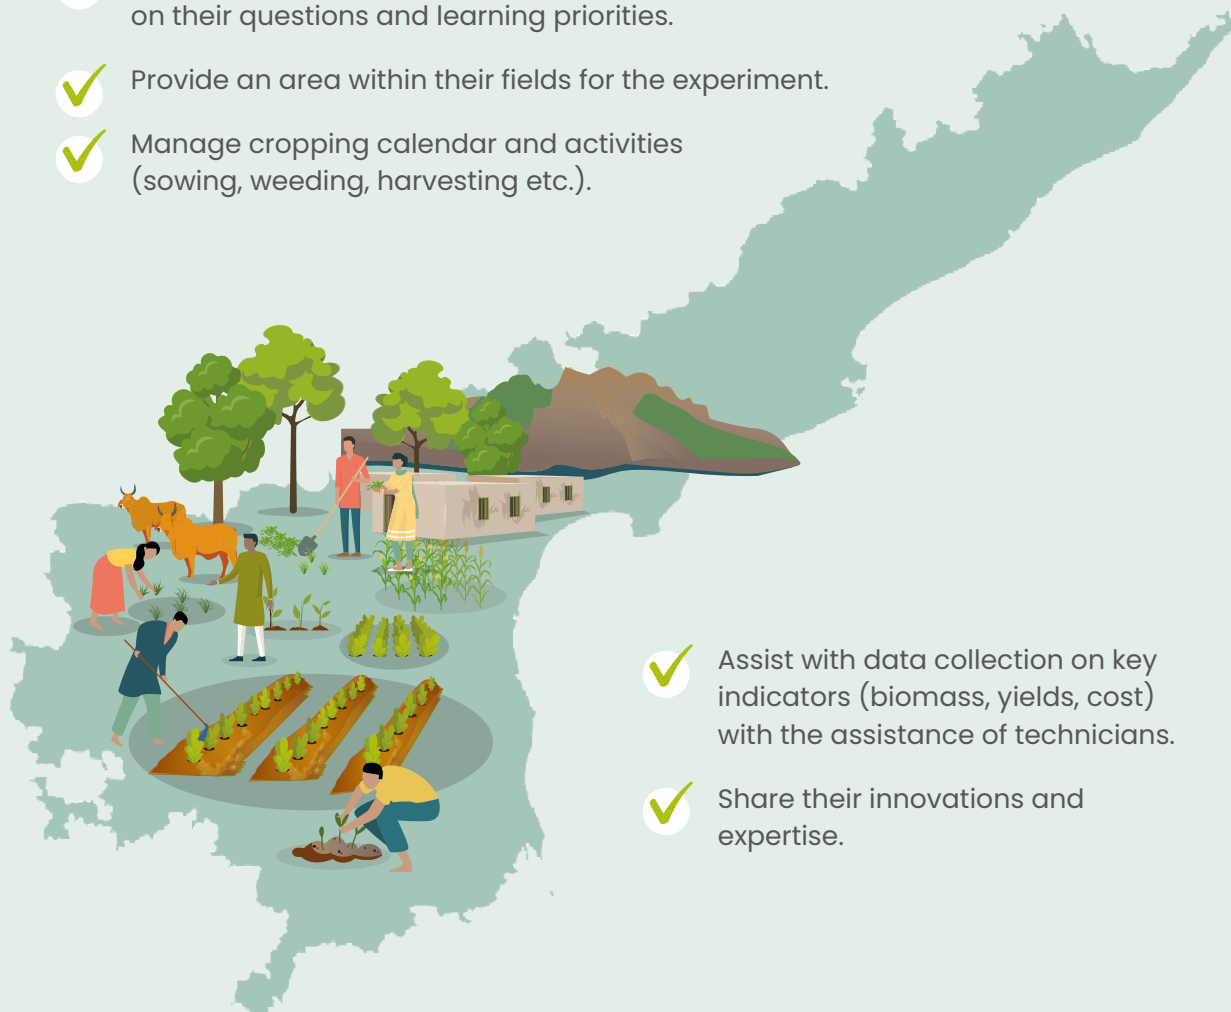 on their questions and learning priorities.
Provide an area within their fields for the experiment.
Manage cropping calendar and activities
(sowing, weeding, harvesting etc.).
Assist with data collection on key
indicators (biomass, yields, cost)
with the assistance of technicians.
Share their innovations and
expertise.